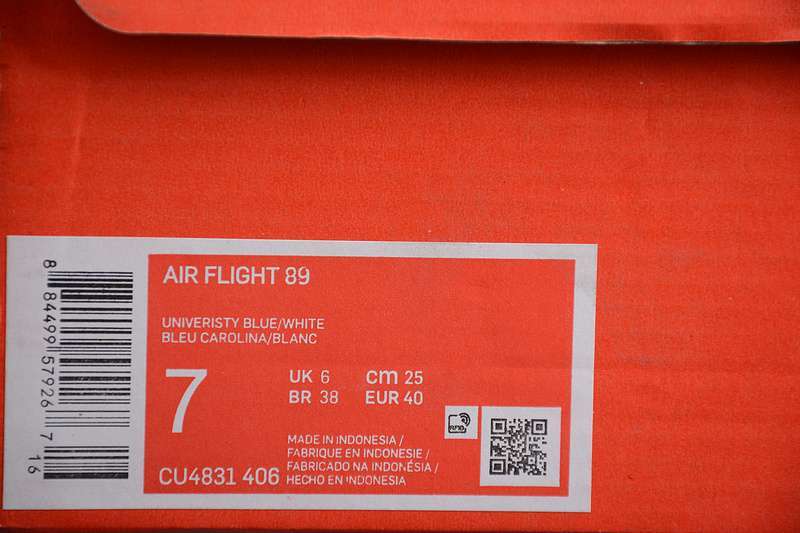 AIR FLIGHT 89
UNIVERISTY BLUE/WHITE
BLEU CAROLINA/BLANC
7
UK 6 cm 25
BR 38 EUR 40
RFID
MADE IN INDONESIA /
FABRIQUE EN INDONESIE /
FABRICADO NA INDONÉSIA /
HECHO EN INDONESIA
CU4831 406
8 84499 57926 7
16